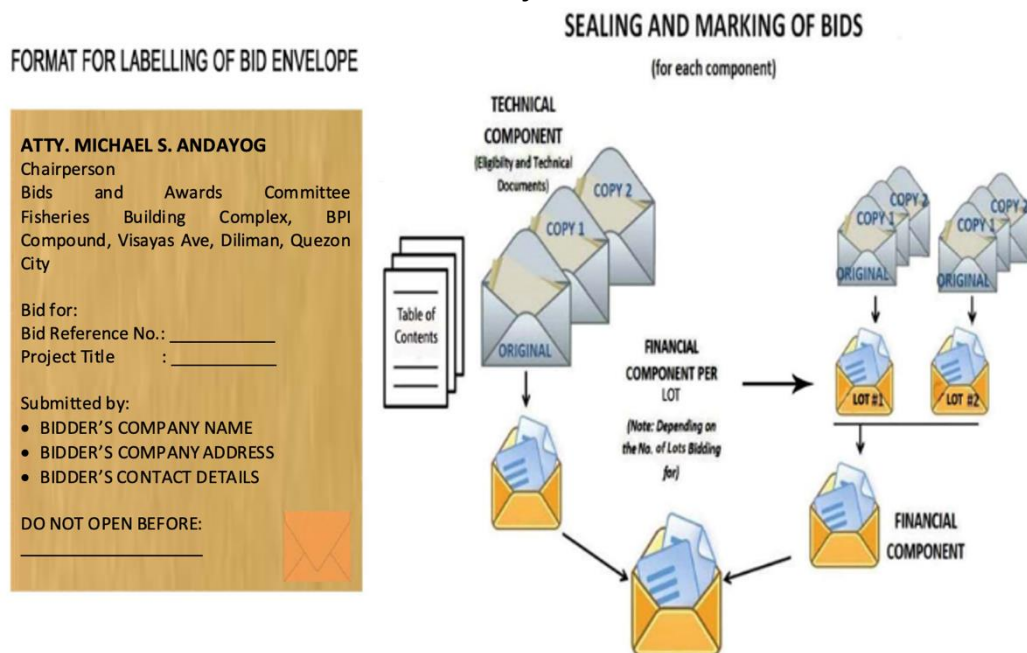 FORMAT FOR LABELLING OF BID ENVELOPE
ATTY. MICHAEL S. ANDAYOG
Chairperson
Bids and Awards Committee
Fisheries Building Complex, BPI
Compound, Visayas Ave, Diliman, Quezon
City
Bid for:
Bid Reference No.: ___________
Project Title : ___________
Submitted by:
• BIDDER'S COMPANY NAME
• BIDDER'S COMPANY ADDRESS
• BIDDER'S CONTACT DETAILS
DO NOT OPEN BEFORE:
___________________
SEALING AND MARKING OF BIDS
(for each component)
TECHNICAL
COMPONENT
(Eligibilty and Technical
Documents)
COPY 2
COPY 1
ORIGINAL
Table of
Contents
FINANCIAL
COMPONENT PER
LOT
(Note: Depending on
the No. of Lots Bidding
for)
COPY 2
COPY 1
ORIGINAL
COPY 2
COPY 1
ORIGINAL
LOT #1
LOT #2
FINANCIAL
COMPONENT